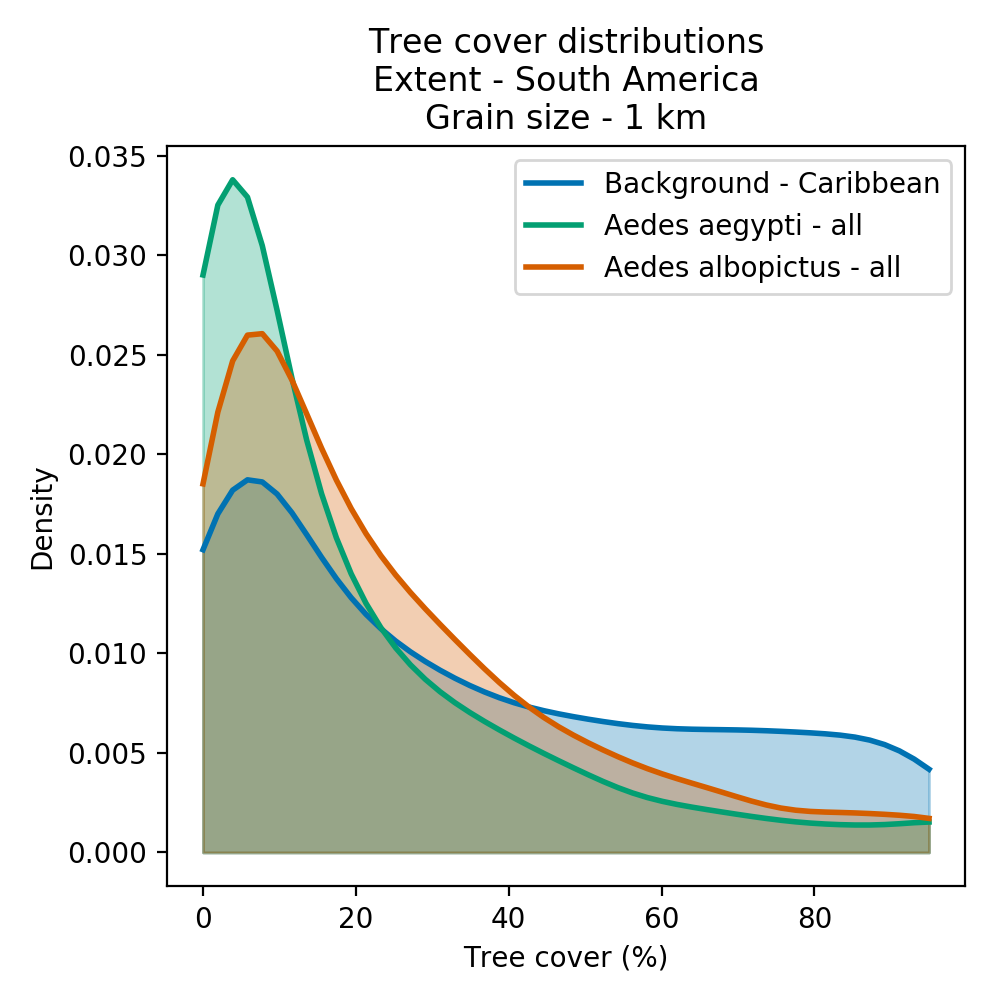 Tree cover distributions
Extent - South America
Grain size - 1 km
Background - Caribbean
Aedes aegypti - all
Aedes albopictus - all
0.035
0.030
0.025
0.020
0.015
0.010
0.005
0.000
Density
0 20 40 60 80
Tree cover (%)